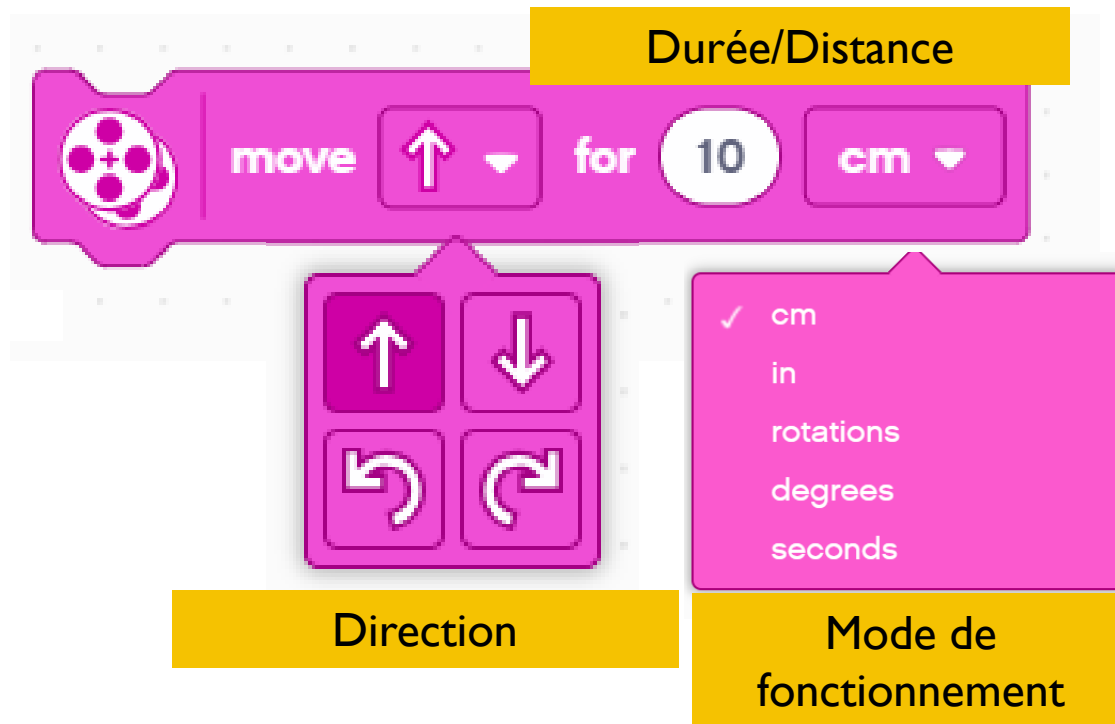 Durée/Distance
move for 10 cm
cm
in
rotations
degrees
seconds
Direction
Mode de
fonctionnement